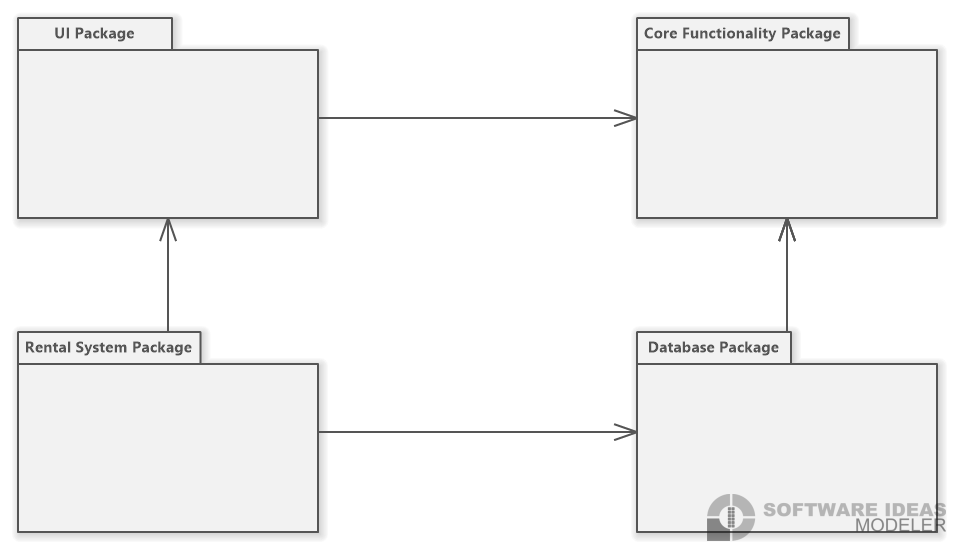 UI Package
Core Functionality Package
Rental System Package
Database Package
SOFTWARE IDEAS
MODELER